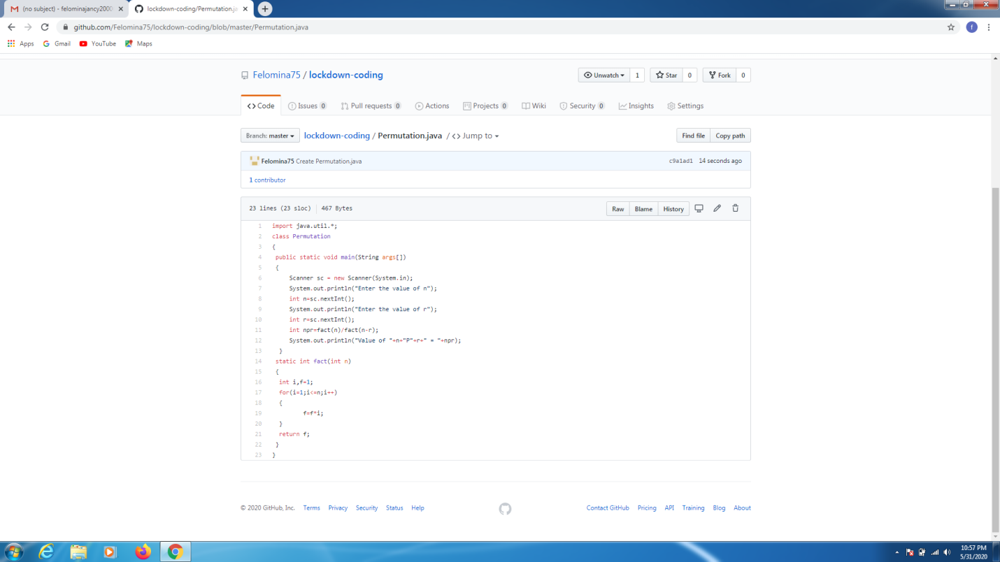 (no subject) - felominajancy2000
lockdown-coding/Permutation.ja
github.com/Felomina75/lockdown-coding/blob/master/Permutation.java
f
Apps Gmail YouTube Maps
Felomina75 / lockdown-coding
Unwatch 1 Star 0 Fork 0
Code Issues 0 Pull requests 0 Actions Projects 0 Wiki Security 0 Insights Settings
Branch: master lockdown-coding / Permutation.java / <> Jump to Find file Copy path
Felomina75 Create Permutation.java c9a1ad1 14 seconds ago
1 contributor
23 lines (23 sloc) 467 Bytes Raw Blame History
1 import java.util.*;
2 class Permutation
3 {
4 public static void main(String args[])
5 {
6 Scanner sc = new Scanner(System.in);
7 System.out.println("Enter the value of n");
8 int n=sc.nextInt();
9 System.out.println("Enter the value of r");
10 int r=sc.nextInt();
11 int npr=fact(n)/fact(n-r);
12 System.out.println("Value of "+n+"P"+r+" = "+npr);
13 }
14 static int fact(int n)
15 {
16 int i,f=1;
17 for(i=1;i<=n;i++)
18 {
19 f=f*i;
20 }
21 return f;
22 }
23 }
© 2020 GitHub, Inc. Terms Privacy Security Status Help Contact GitHub Pricing API Training Blog About
10:57 PM
5/31/2020